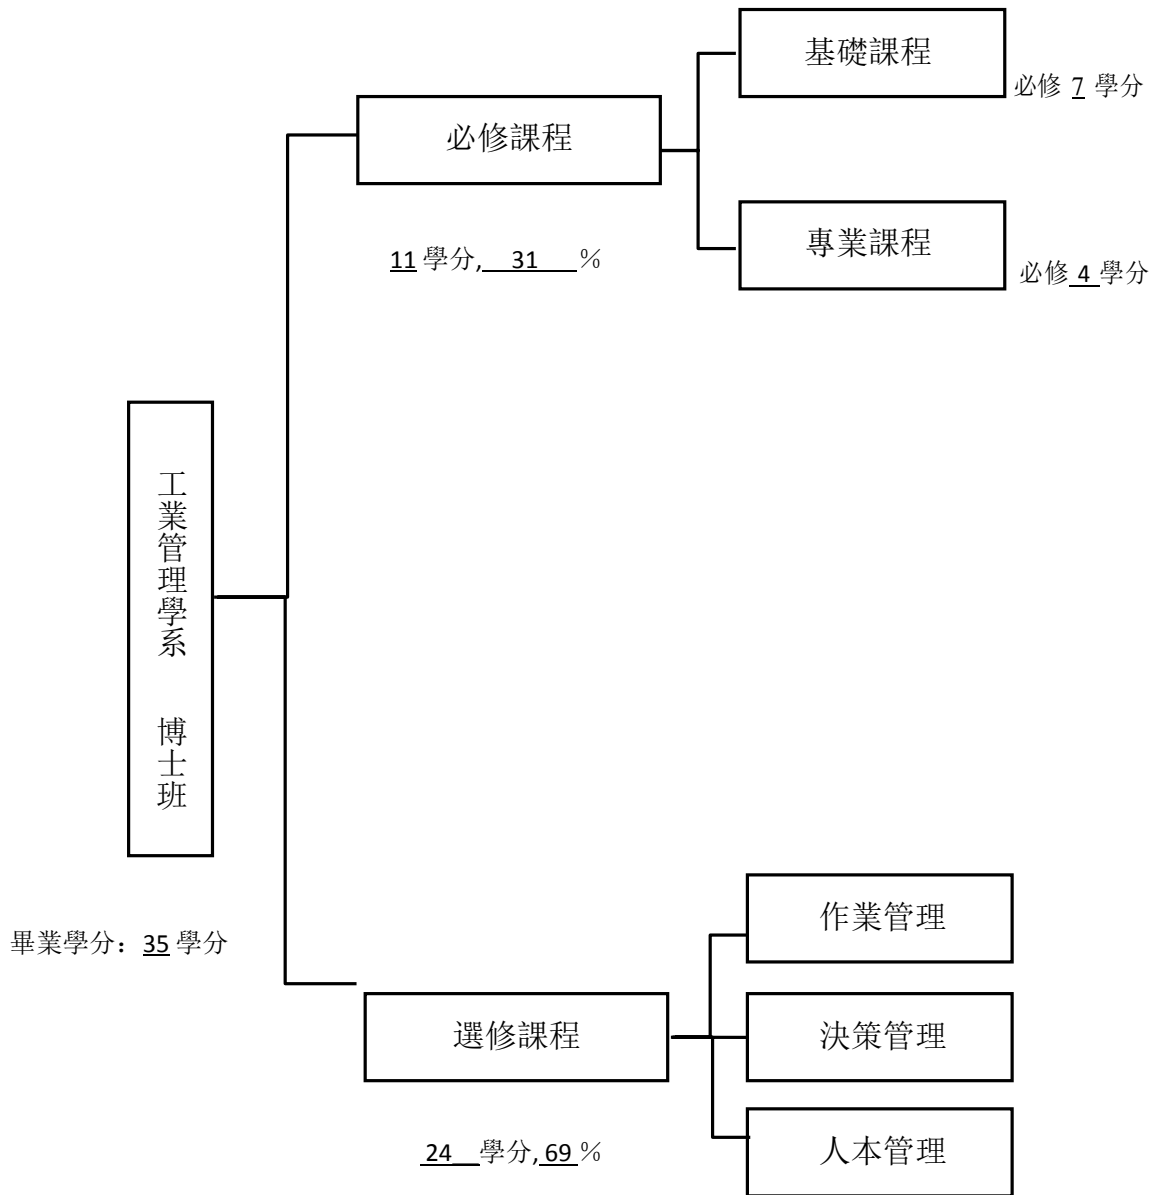 基礎課程
必修 7 學分
必修課程
專業課程
11 學分, 31 %
必修 4 學分
工業管理學系 博士班
畢業學分：35 學分
作業管理
選修課程
決策管理
24 學分, 69 %
人本管理